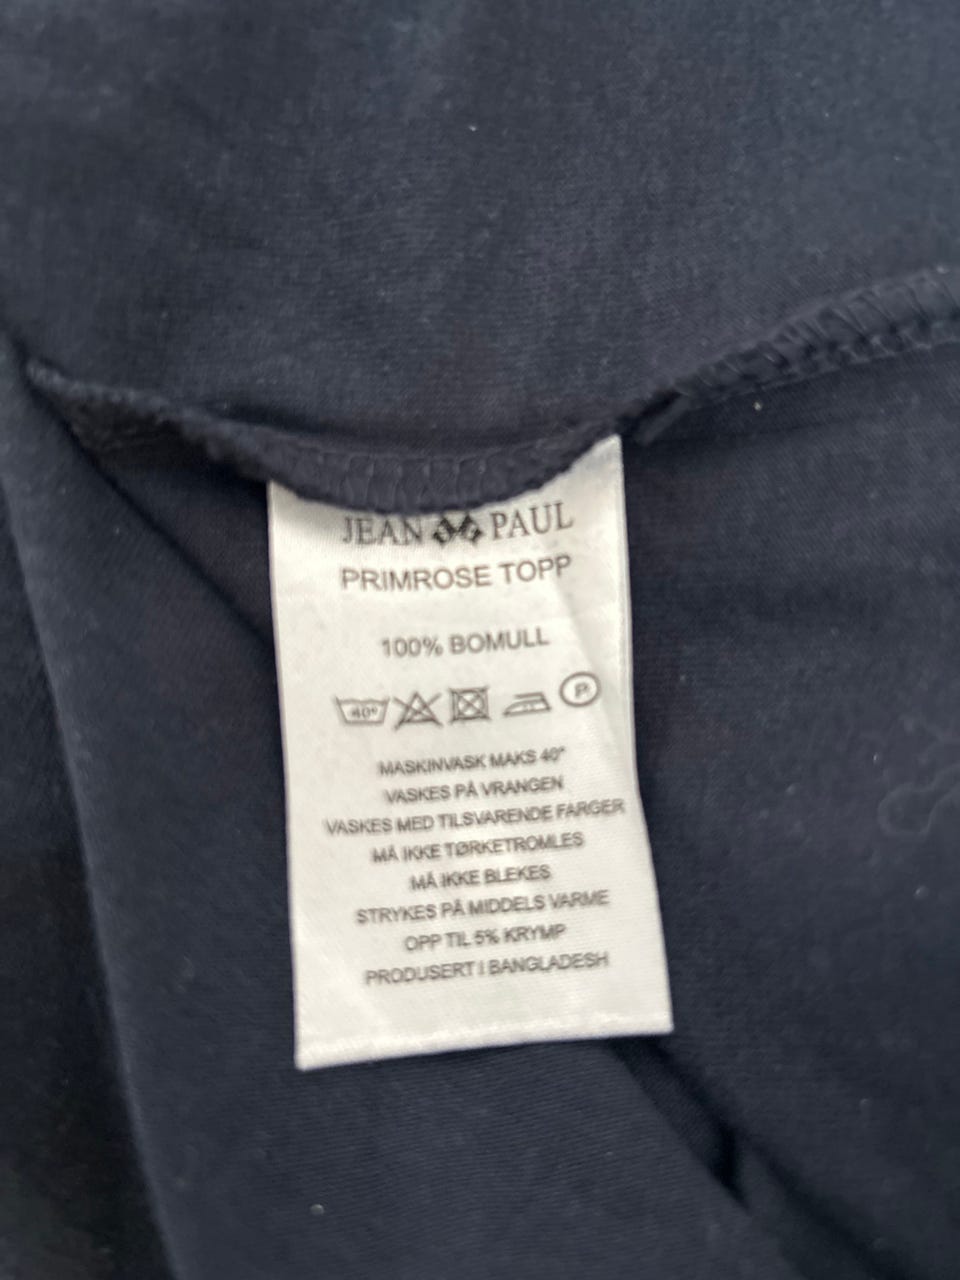 JEAN PAUL
PRIMROSE TOPP
100% BOMULL
40° P
MASKINVASK MAKS 40°
VASKES PÅ VRANGEN
VASKES MED TILSVARENDE FARGER
MÅ IKKE TØRKETROMLES
MÅ IKKE BLEKES
STRYKES PÅ MIDDELS VARME
OPP TIL 5% KRYMP
PRODUSERT I BANGLADESH